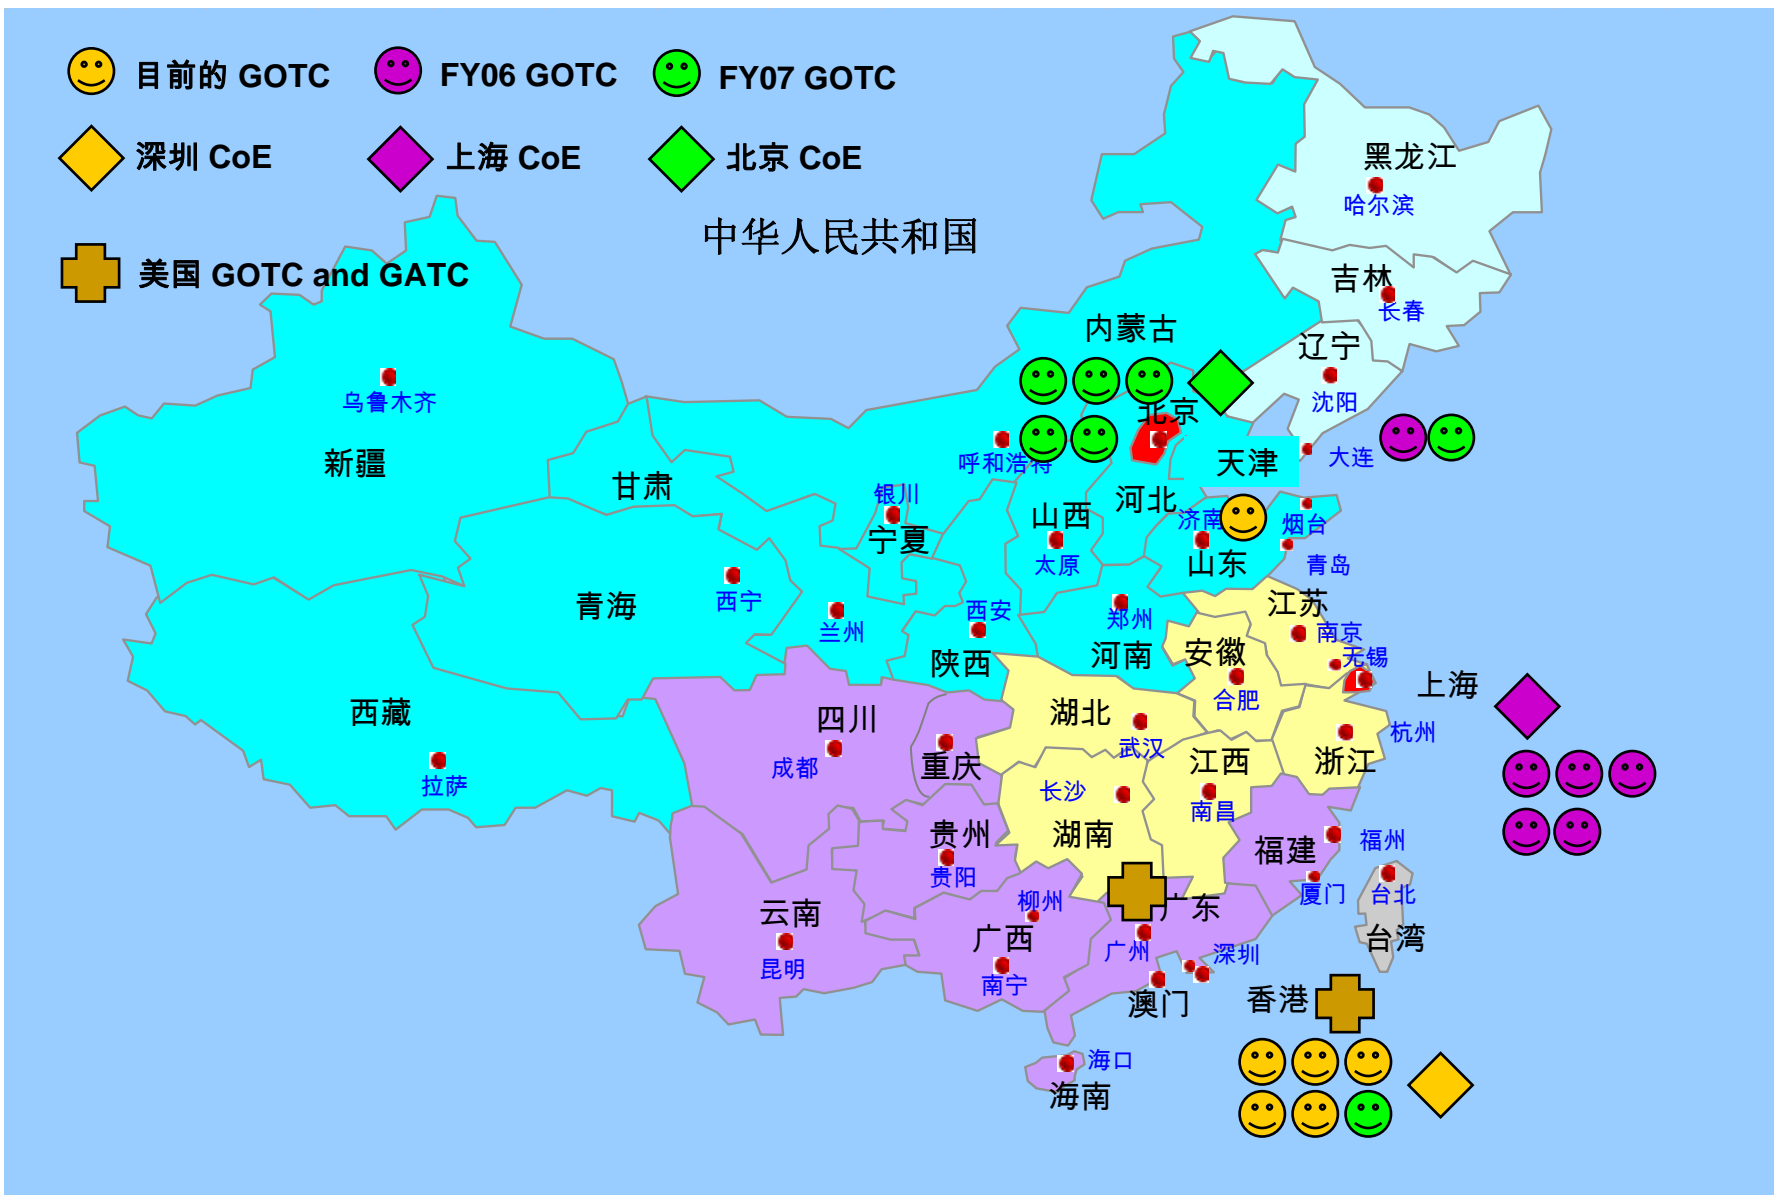 目前的 GOTC
FY06 GOTC
FY07 GOTC
深圳 CoE
上海 CoE
北京 CoE
美国 GOTC and GATC
中华人民共和国
黑龙江
哈尔滨
吉林
长春
内蒙古
辽宁
沈阳
乌鲁木齐
新疆
北京
呼和浩特
天津
大连
甘肃
银川
宁夏
山西
太原
河北
济南
山东
烟台
青岛
青海
西宁
兰州
西安
陕西
郑州
河南
江苏
南京
无锡
安徽
合肥
上海
西藏
拉萨
四川
成都
重庆
湖北
武汉
江西
南昌
浙江
杭州
长沙
湖南
贵州
贵阳
福建
福州
厦门
台北
台湾
云南
昆明
柳州
广西
南宁
广东
广州
深圳
澳门
香港
海口
海南